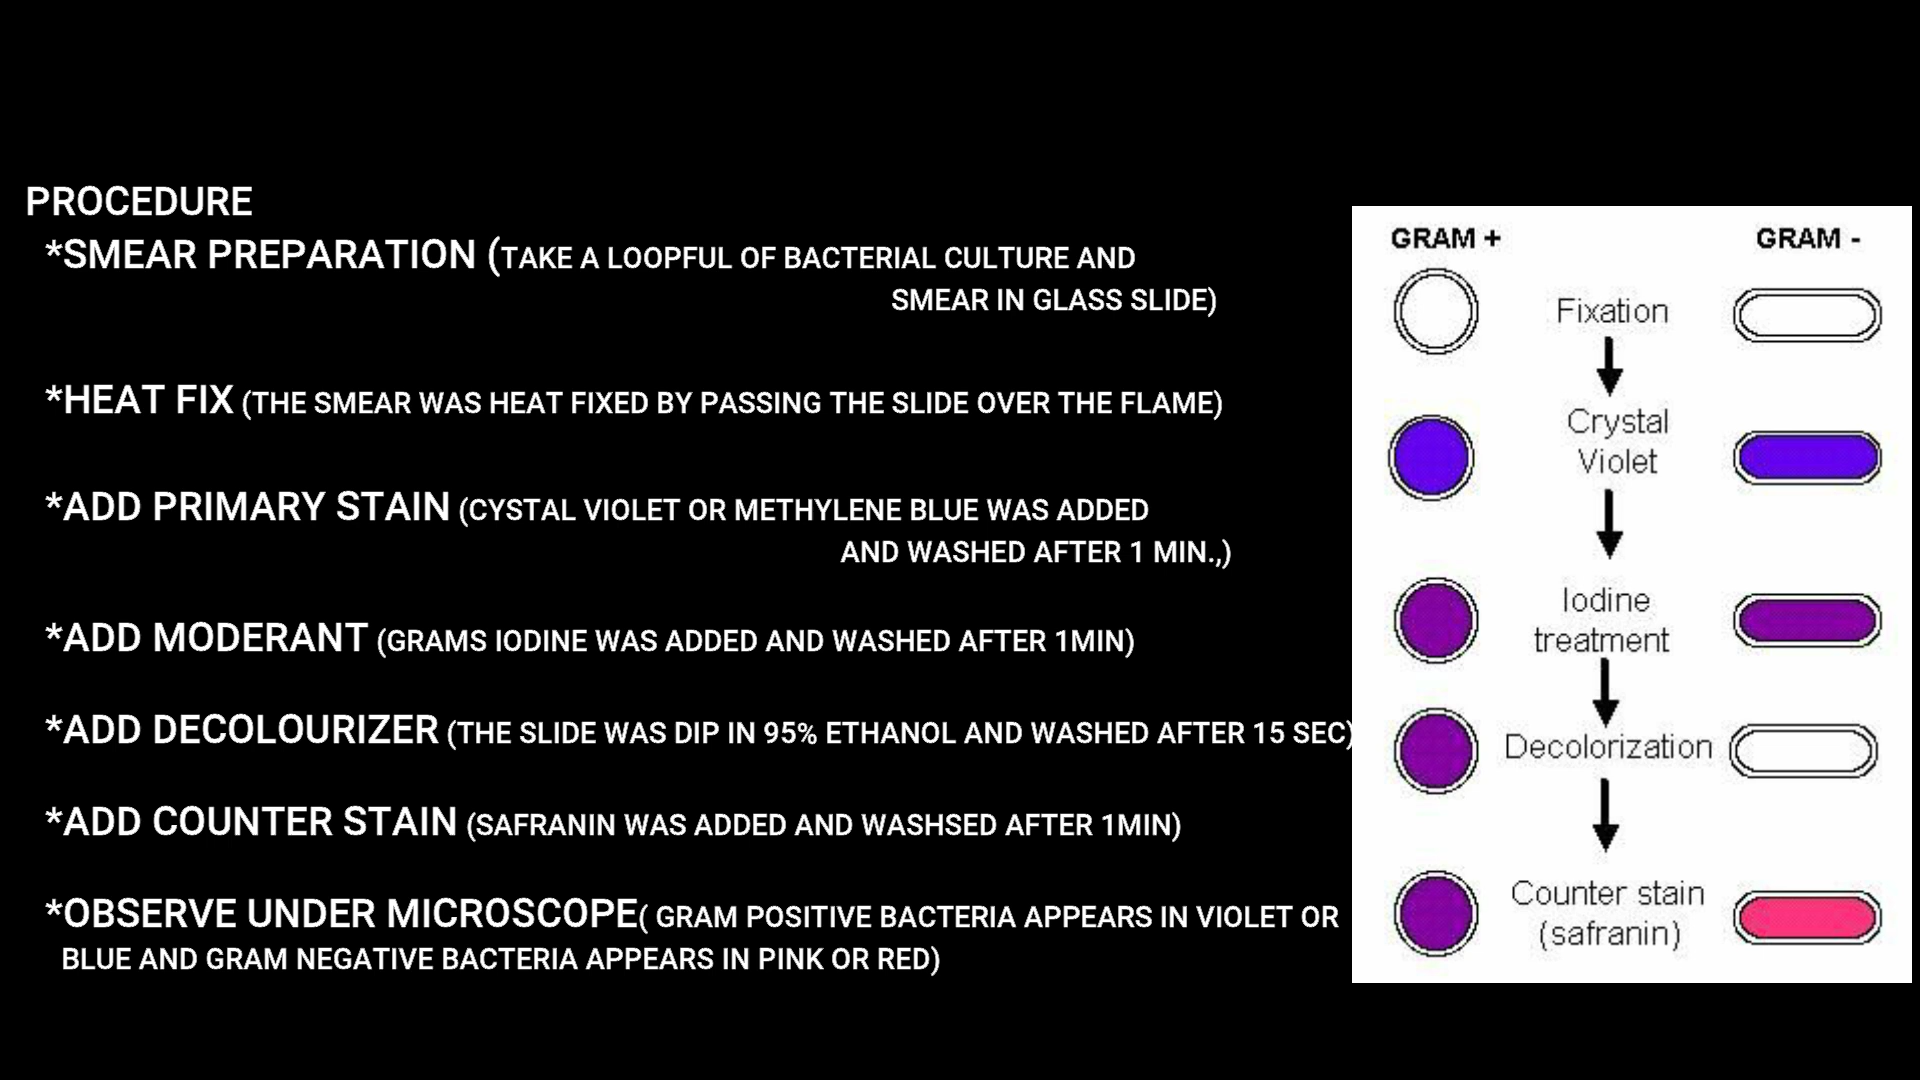 PROCEDURE
*SMEAR PREPARATION (TAKE A LOOPFUL OF BACTERIAL CULTURE AND
SMEAR IN GLASS SLIDE)
*HEAT FIX (THE SMEAR WAS HEAT FIXED BY PASSING THE SLIDE OVER THE FLAME)
*ADD PRIMARY STAIN (CYSTAL VIOLET OR METHYLENE BLUE WAS ADDED
AND WASHED AFTER 1 MIN.,)
*ADD MODERANT (GRAMS IODINE WAS ADDED AND WASHED AFTER 1MIN)
*ADD DECOLOURIZER (THE SLIDE WAS DIP IN 95% ETHANOL AND WASHED AFTER 15 SEC)
*ADD COUNTER STAIN (SAFRANIN WAS ADDED AND WASHSED AFTER 1MIN)
*OBSERVE UNDER MICROSCOPE( GRAM POSITIVE BACTERIA APPEARS IN VIOLET OR
BLUE AND GRAM NEGATIVE BACTERIA APPEARS IN PINK OR RED)
GRAM + GRAM -
Fixation
Crystal
Violet
Iodine
treatment
Decolorization
Counter stain
(safranin)